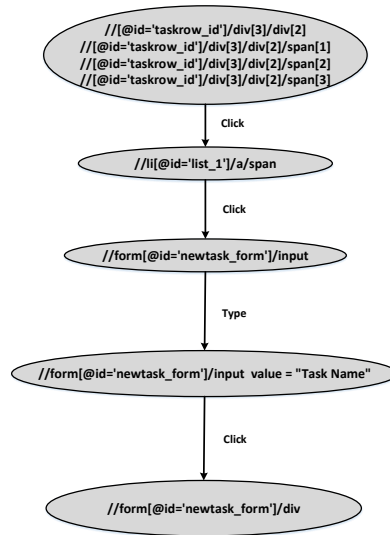 //[@id='taskrow_id']/div[3]/div[2]
//[@id='taskrow_id']/div[3]/div[2]/span[1]
//[@id='taskrow_id']/div[3]/div[2]/span[2]
//[@id='taskrow_id']/div[3]/div[2]/span[3]
Click
//li[@id='list_1']/a/span
Click
//form[@id='newtask_form']/input
Type
//form[@id='newtask_form']/input value = "Task Name"
Click
//form[@id='newtask_form']/div